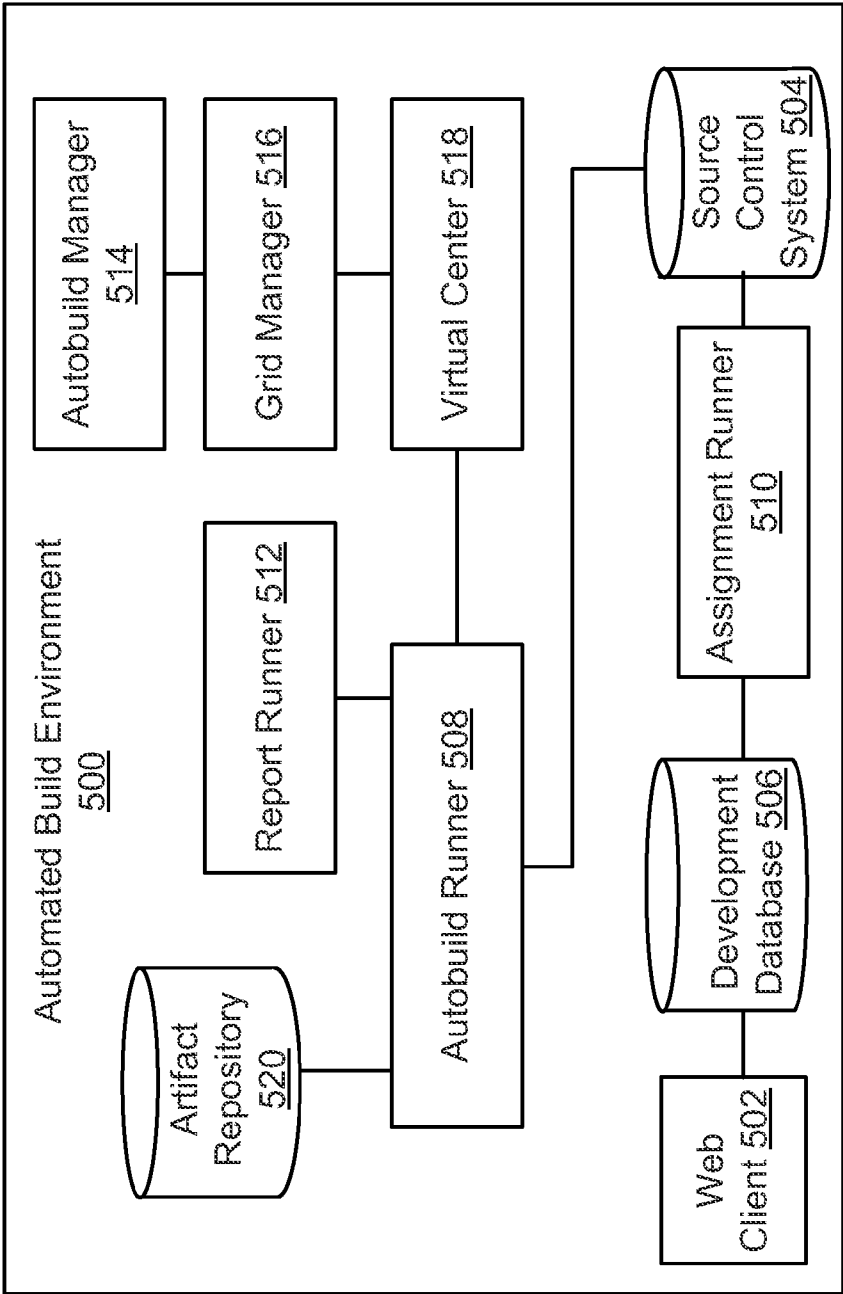 Automated Build Environment
500
Artifact
Repository
520
Report Runner 512
Autobuild Manager
514
Grid Manager 516
Autobuild Runner 508
Virtual Center 518
Web
Client 502
Development
Database 506
Assignment Runner
510
Source
Control
System 504